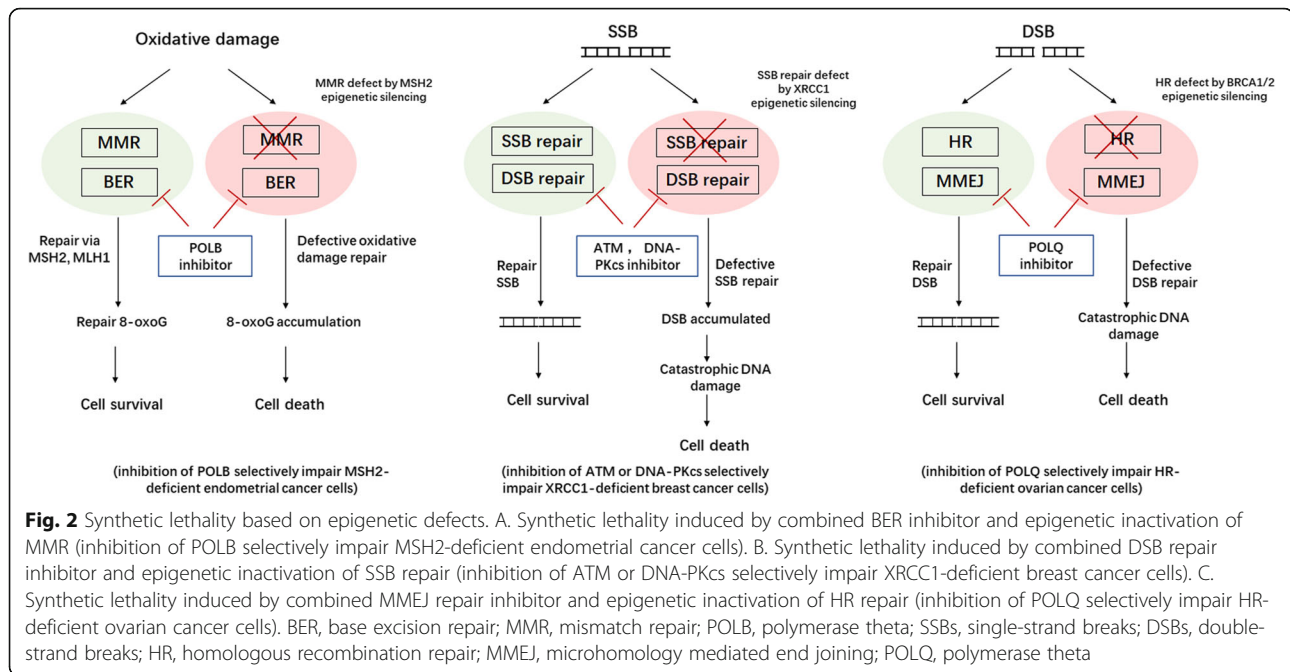 Oxidative damage
MMR defect by MSH2
epigenetic silencing
MMR
BER
MMR
BER
Repair via
MSH2, MLH1
POLB
inhibitor
Defective oxidative
damage repair
Repair 8-oxoG
8-oxoG accumulation
Cell survival
Cell death
(inhibition of POLB selectively impair MSH2-
deficient endometrial cancer cells)
SSB
SSB repair defect
by XRCC1
epigenetic silencing
SSB repair
DSB repair
SSB repair
DSB repair
Repair
SSB
ATM , DNA-
PKcs inhibitor
Defective
SSB repair
DSB accumulated
Catastrophic DNA
damage
Cell survival
Cell death
(inhibition of ATM or DNA-PKcs selectively
impair XRCC1-deficient breast cancer cells)
DSB
HR defect by BRCA1/2
epigenetic silencing
HR
MMEJ
HR
MMEJ
Repair
DSB
POLQ
inhibitor
Defective
DSB repair
Catastrophic DNA
damage
Cell survival
Cell death
(inhibition of POLQ selectively impair HR-
deficient ovarian cancer cells)
Fig. 2 Synthetic lethality based on epigenetic defects. A. Synthetic lethality induced by combined BER inhibitor and epigenetic inactivation of
MMR (inhibition of POLB selectively impair MSH2-deficient endometrial cancer cells). B. Synthetic lethality induced by combined DSB repair
inhibitor and epigenetic inactivation of SSB repair (inhibition of ATM or DNA-PKcs selectively impair XRCC1-deficient breast cancer cells). C.
Synthetic lethality induced by combined MMEJ repair inhibitor and epigenetic inactivation of HR repair (inhibition of POLQ selectively impair HR-
deficient ovarian cancer cells). BER, base excision repair; MMR, mismatch repair; POLB, polymerase theta; SSBs, single-strand breaks; DSBs, double-
strand breaks; HR, homologous recombination repair; MMEJ, microhomology mediated end joining; POLQ, polymerase theta